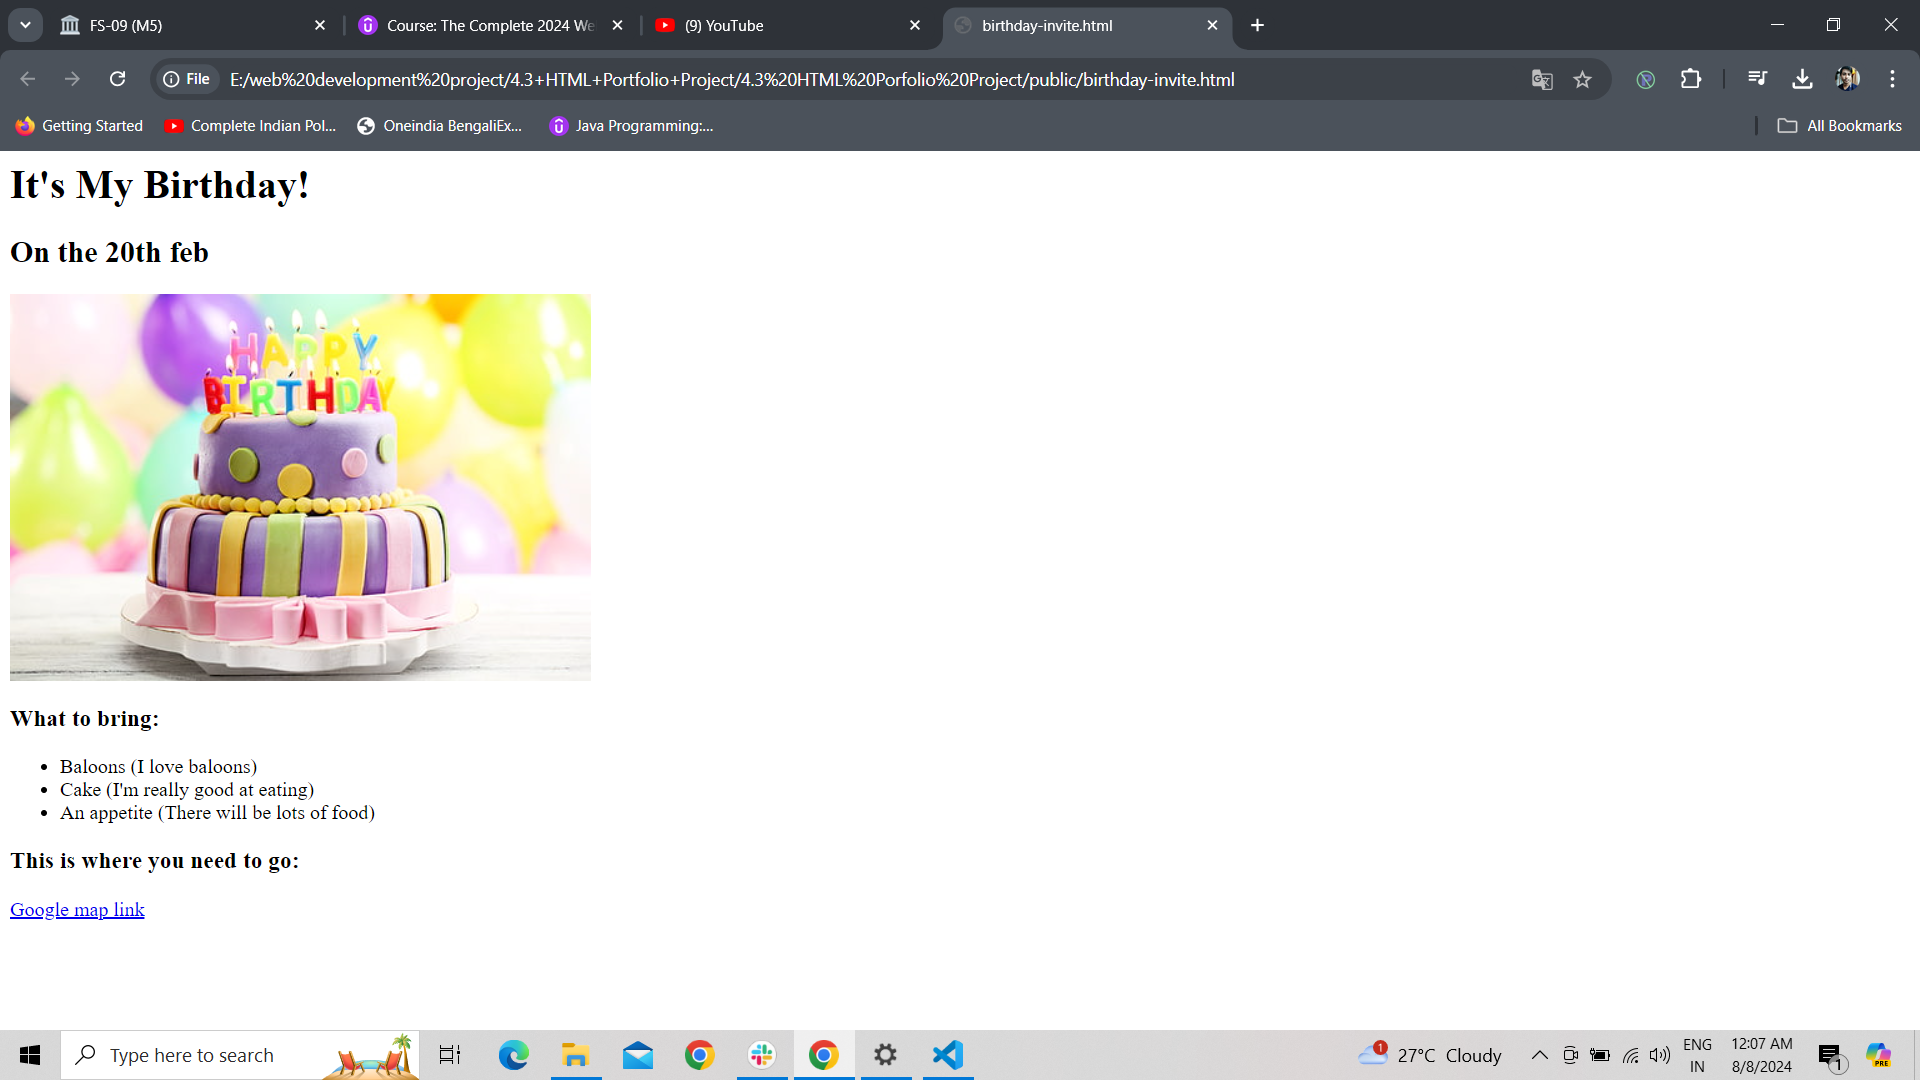 FS-09 (M5)
Course: The Complete 2024 We
(9) YouTube
birthday-invite.html
File
E:/web%20development%20project/4.3+HTML+Portfolio+Project/4.3%20HTML%20Porfolio%20Project/public/birthday-invite.html
Getting Started
Complete Indian Pol...
Oneindia BengaliEx...
Java Programming:...
All Bookmarks
It's My Birthday!
On the 20th feb
HAPPY
BIRTHDAY
What to bring:
Baloons (I love baloons)
Cake (I'm really good at eating)
An appetite (There will be lots of food)
This is where you need to go:
Google map link
Type here to search
1
27°C Cloudy
ENG
IN
12:07 AM
8/8/2024
1
PRE